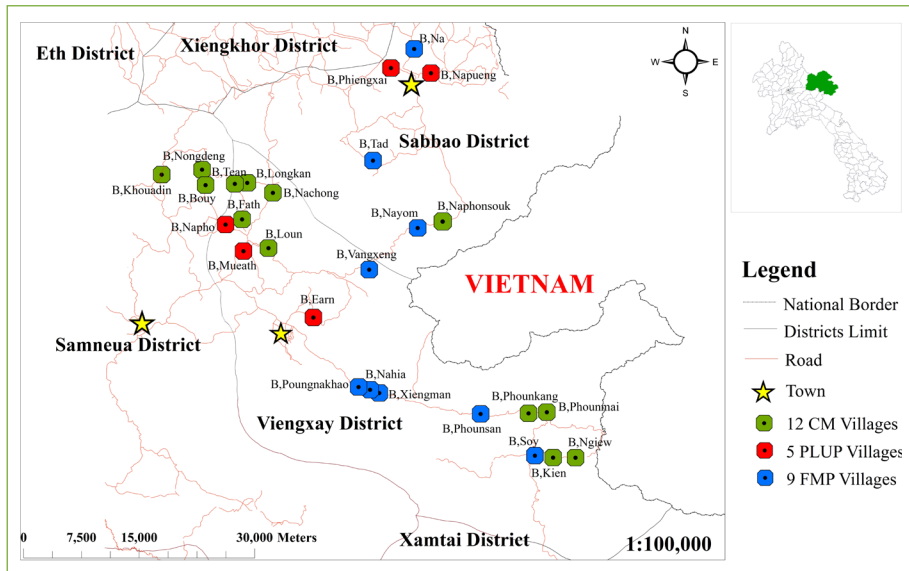 B,Na
Eth District
Xiengkhor District
B,Phiengxai
B,Napueng
N
W
E
S
B,Tad
Sabbao District
B,Nongdeng
B,Tean
B,Longkan
B,Khouadin
B,Bouy
B,Nachong
B,Fath
B,Nayom
B,Naphonsouk
B,Napho
B,Loun
B,Mueath
B,Vangxeng
VIETNAM
B,Earn
Samneua District
B,Poungnakhao
B,Nahia
B,Xiengman
B,Phounkang
B,Phounmai
Viengxay District
B,Phounsan
B,Soy
B,Ngiew
B,Kien
0
7,500
15,000
30,000 Meters
Xamtai District
1:100,000
Legend
National Border
Districts Limit
Road
Town
12 CM Villages
5 PLUP Villages
9 FMP Villages